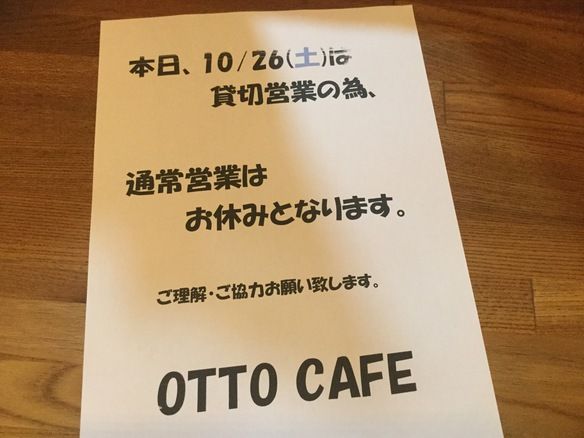 本日、10/26(土)は
貸切営業の為、
通常営業は
お休みとなります。
ご理解・ご協力お願い致します。
OTTO CAFE